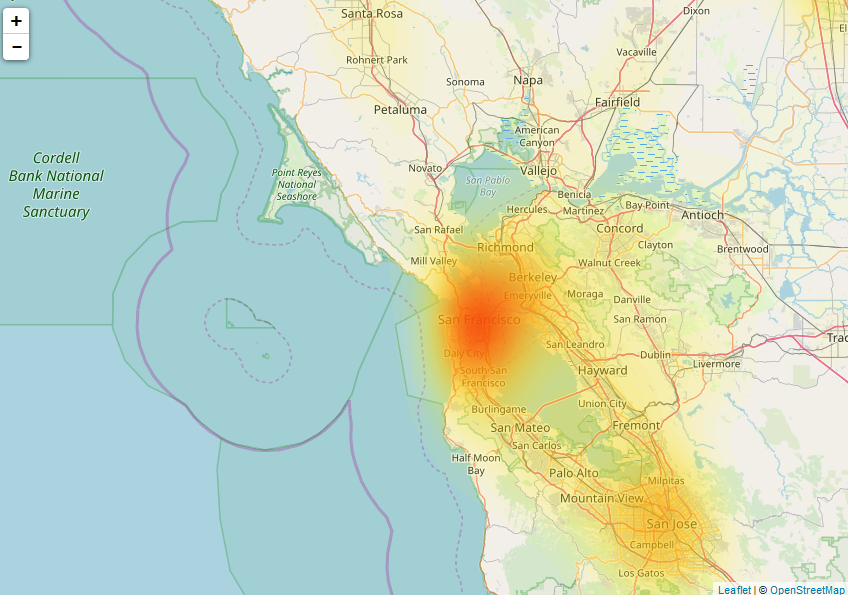 +
−
Dixon
Santa Rosa
Vacaville
Rohnert Park
Sonoma
Napa
Fairfield
Petaluma
American
Canyon
Cordell
Bank National
Marine
Sanctuary
Point Reyes
National
Seashore
Novato
Vallejo
San Pablo
Bay
Benicia
Hercules
Martinez
Bay Point
Antioch
San Rafael
Concord
Richmond
Clayton
Brentwood
Mill Valley
Walnut Creek
Berkeley
Emeryville
Moraga
Danville
San Francisco
San Ramon
Daly City
San Leandro
Dublin
Livermore
South San
Francisco
Hayward
Burlingame
Union City
San Mateo
Fremont
San Carlos
Half Moon
Bay
Palo Alto
Milpitas
Mountain View
San Jose
Campbell
Los Gatos
Leaflet | © OpenStreetMap